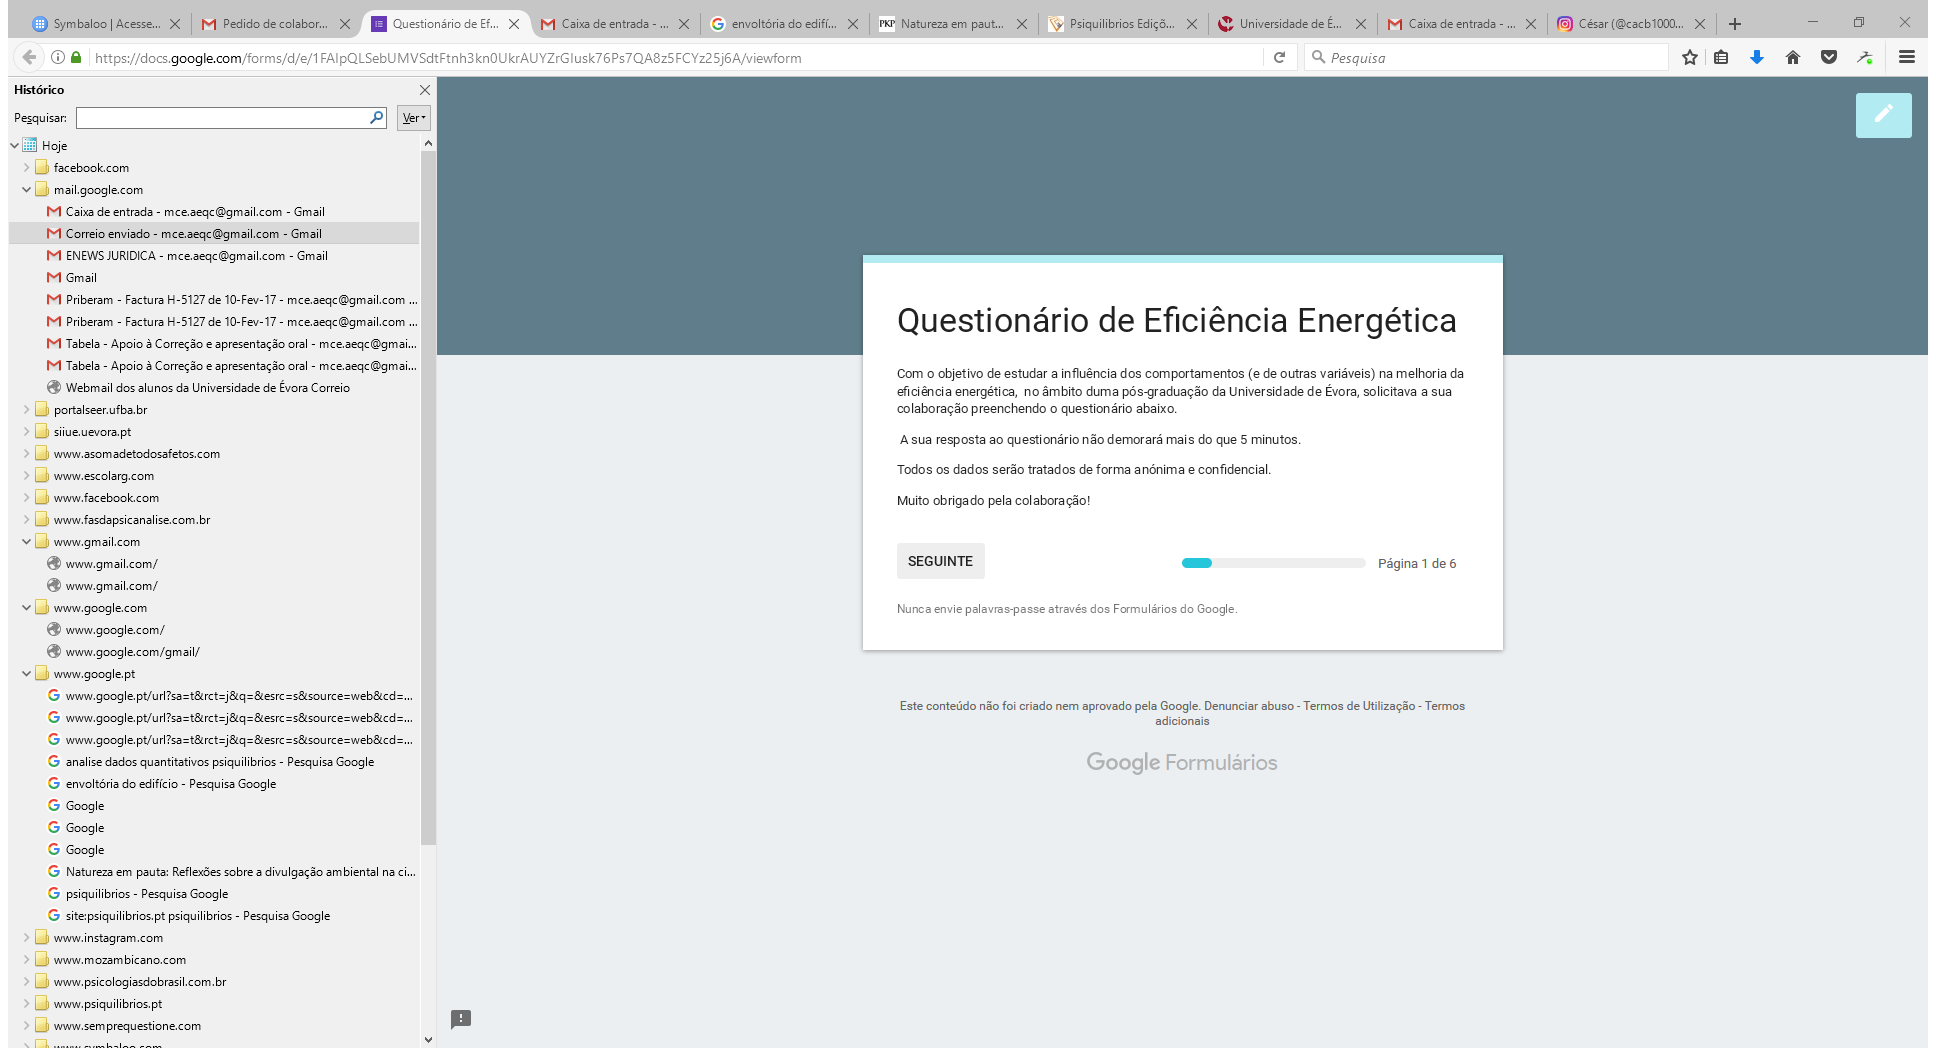 Symbaloo | Acesse...
Pedido de colabor...
Questionário de Ef...
Caixa de entrada - ...
envoltória do edifí...
PKP Natureza em paut...
Psiquilibrios Ediçõ...
Universidade de É...
Caixa de entrada - ...
César (@cacb1000...
https://docs.google.com/forms/d/e/1FAIpQLSebUMVSdtFtnh3kn0UkrAUYZrGIusk76Ps7QA8z5FCYz25j6A/viewform
Pesquisa
Histórico
Pesquisar:
Ver
Hoje
facebook.com
mail.google.com
Caixa de entrada - mce.aeqc@gmail.com - Gmail
Correio enviado - mce.aeqc@gmail.com - Gmail
ENEWS JURIDICA - mce.aeqc@gmail.com - Gmail
Gmail
Priberam - Factura H-5127 de 10-Fev-17 - mce.aeqc@gmail.com ...
Priberam - Factura H-5127 de 10-Fev-17 - mce.aeqc@gmail.com ...
Tabela - Apoio à Correção e apresentação oral - mce.aeqc@gmai...
Tabela - Apoio à Correção e apresentação oral - mce.aeqc@gmai...
Webmail dos alunos da Universidade de Évora Correio
portalseer.ufba.br
siiue.uevora.pt
www.asomadetodosafetos.com
www.escolarg.com
www.facebook.com
www.fasdapsicanalise.com.br
www.gmail.com
www.gmail.com/
www.gmail.com/
www.google.com
www.google.com/
www.google.com/gmail/
www.google.pt
www.google.pt/url?sa=t&rct=j&q=&esrc=s&source=web&cd=...
www.google.pt/url?sa=t&rct=j&q=&esrc=s&source=web&cd=...
www.google.pt/url?sa=t&rct=j&q=&esrc=s&source=web&cd=...
analise dados quantitativos psiquilibrios - Pesquisa Google
envoltória do edifício - Pesquisa Google
Google
Google
Google
Natureza em pauta: Reflexões sobre a divulgação ambiental na ci...
psiquilibrios - Pesquisa Google
site:psiquilibrios.pt psiquilibrios - Pesquisa Google
www.instagram.com
www.mozambicano.com
www.psicologiasdobrasil.com.br
www.psiquilibrios.pt
www.semprequestione.com
www.symbaloo.com
Questionário de Eficiência Energética
Com o objetivo de estudar a influência dos comportamentos (e de outras variáveis) na melhoria da
eficiência energética, no âmbito duma pós-graduação da Universidade de Évora, solicitava a sua
colaboração preenchendo o questionário abaixo.
A sua resposta ao questionário não demorará mais do que 5 minutos.
Todos os dados serão tratados de forma anónima e confidencial.
Muito obrigado pela colaboração!
SEGUINTE
Página 1 de 6
Nunca envie palavras-passe através dos Formulários do Google.
Este conteúdo não foi criado nem aprovado pela Google. Denunciar abuso - Termos de Utilização - Termos
adicionais
Google Formulários